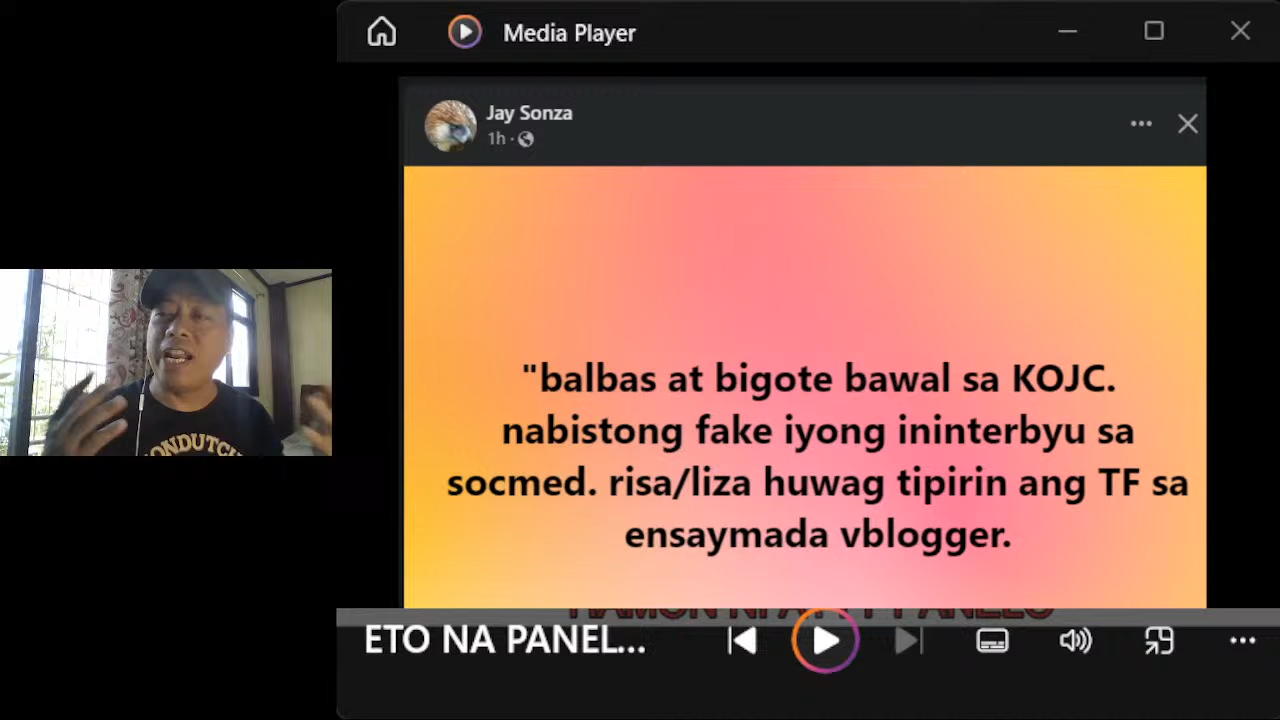 Media Player
Jay Sonza
1h
"balbas at bigote bawal sa KOJC.
nabistong fake iyong ininterbyu sa
socmed. risa/liza huwag tipirin ang TF sa
ensaymada vblogger.
ETO NA PANEL...